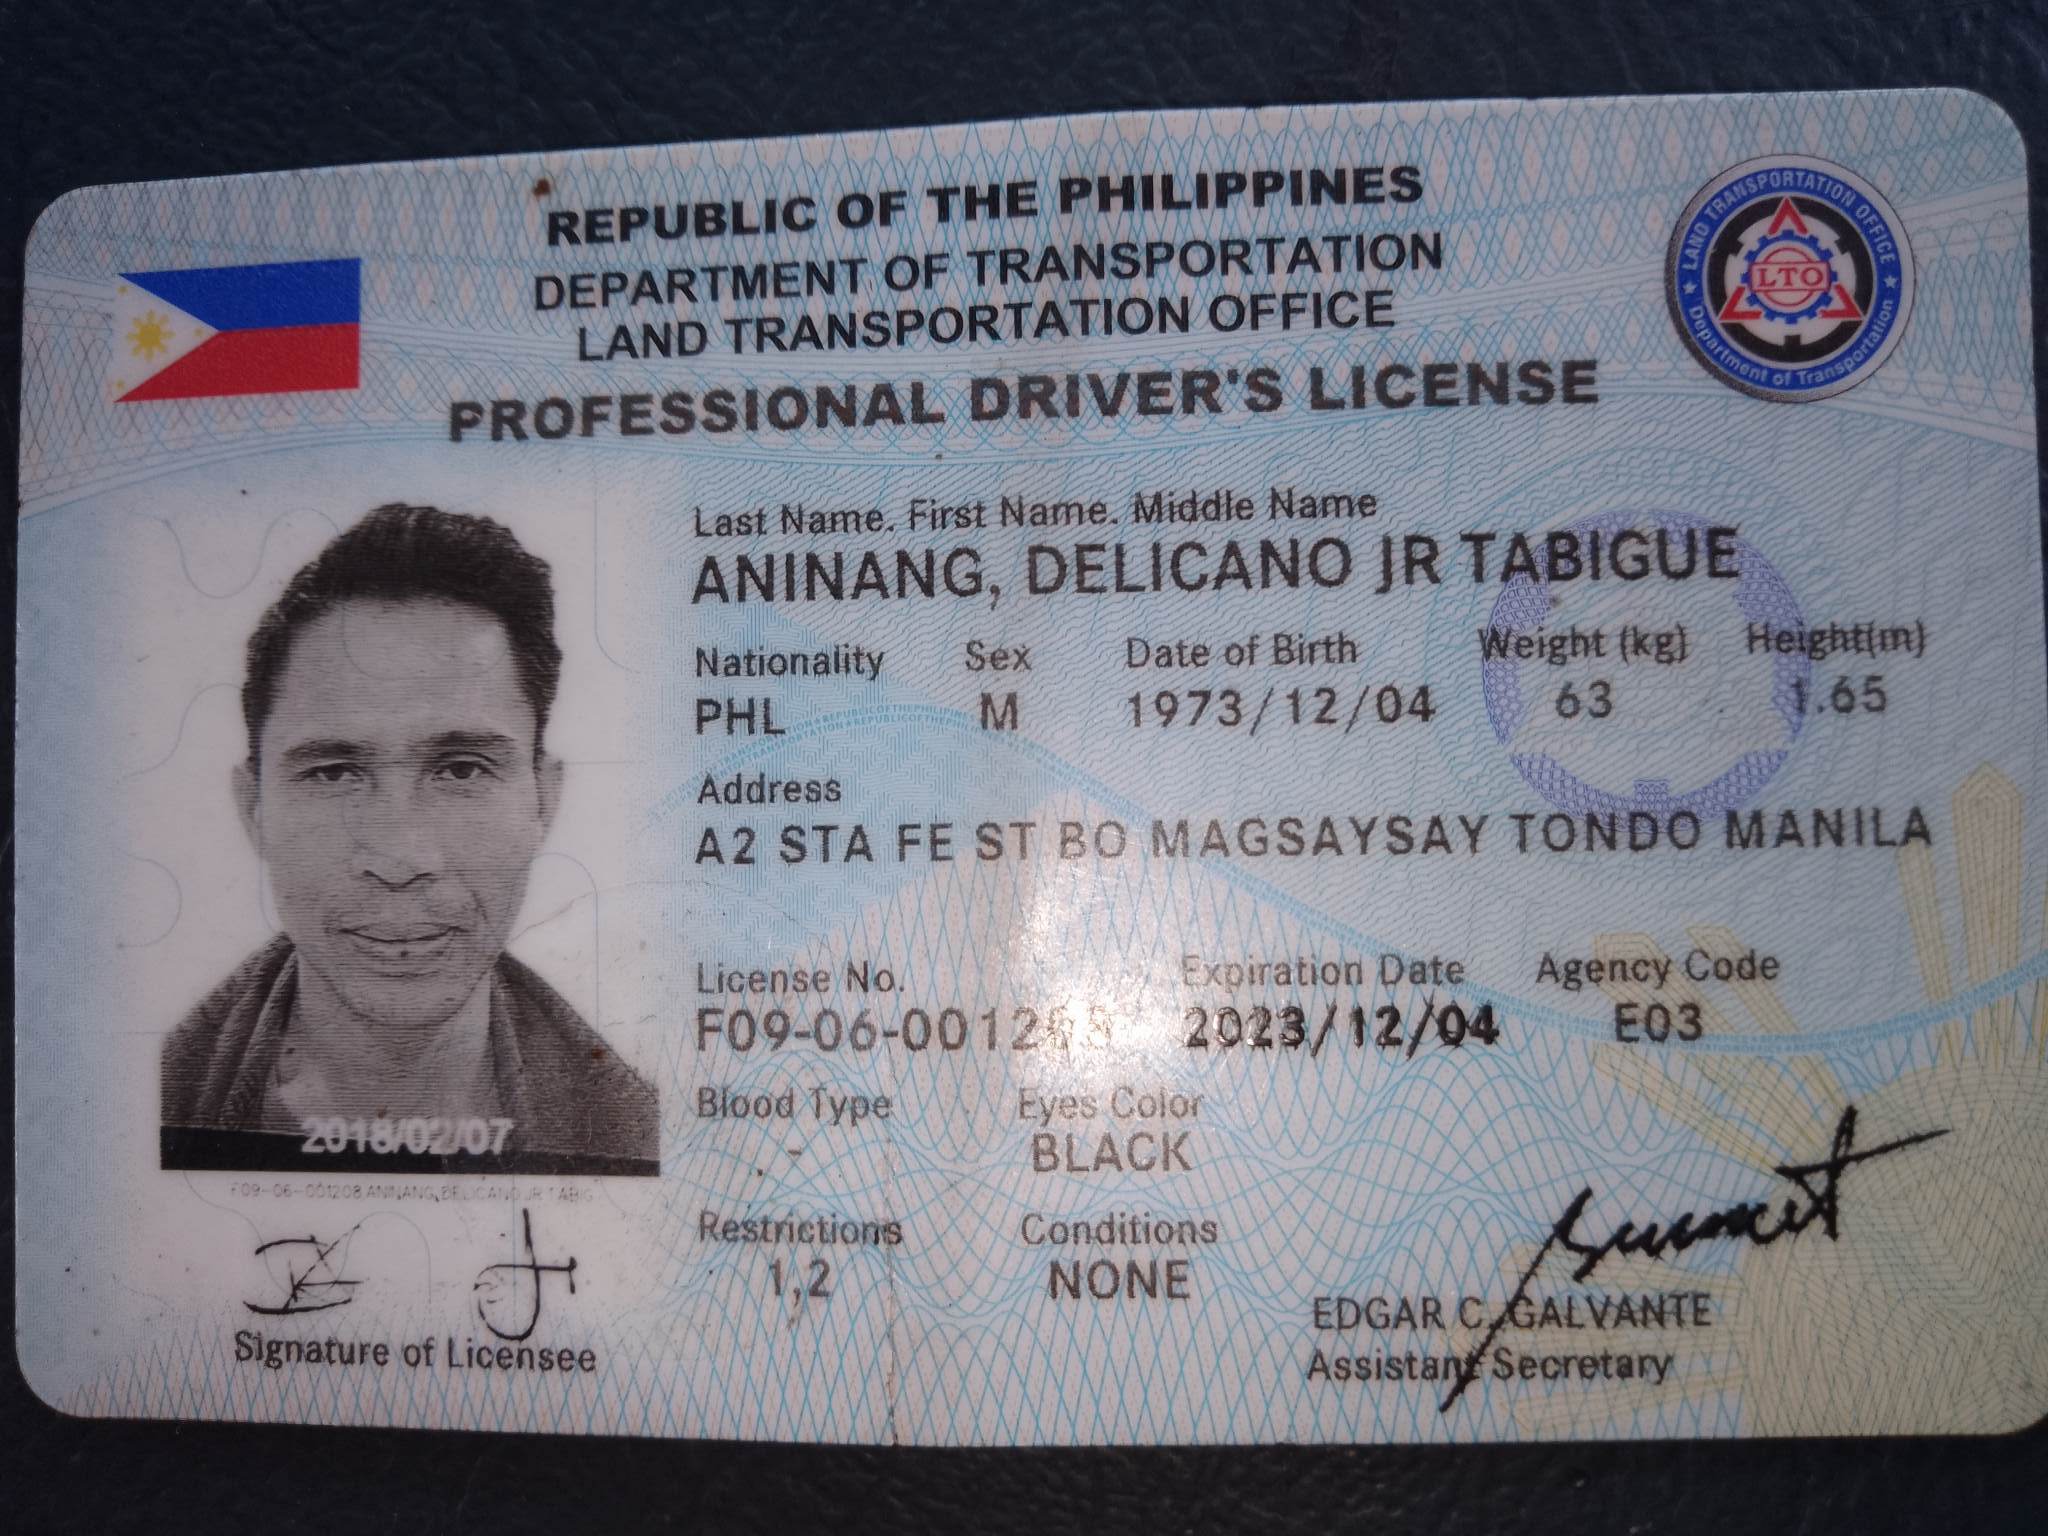 REPUBLIC OF THE PHILIPPINES
DEPARTMENT OF TRANSPORTATION
LAND TRANSPORTATION OFFICE
PROFESSIONAL DRIVER'S LICENSE
LAND TRANSPORTATION OFFICE
LTO
Department of Transportation
Last Name. First Name. Middle Name
ANINANG, DELICANO JR TABIGUE
Nationality Sex Date of Birth Weight (kg) Height(m)
PHL M 1973/12/04 63 1.65
Address
A2 STA FE ST BO MAGSAYSAY TONDO MANILA
License No. Expiration Date Agency Code
2023/12/04 E03
Blood Type Eyes Color
- BLACK
Restrictions Conditions
1,2 NONE
2018/02/07
F09-06-001208 ANINANG, DELICANO JR TABIG
Signature of Licensee
EDGAR C. GALVANTE
Assistant Secretary